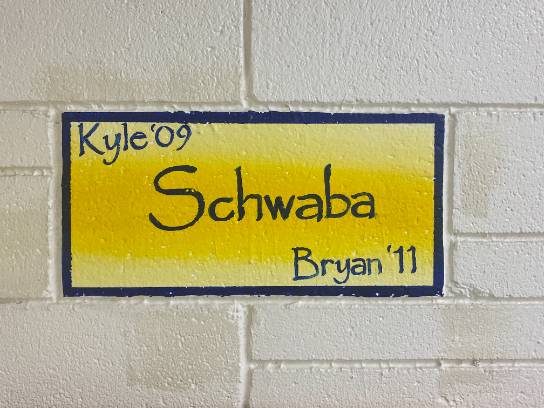 Kyle '09
Schwaba
Bryan '11